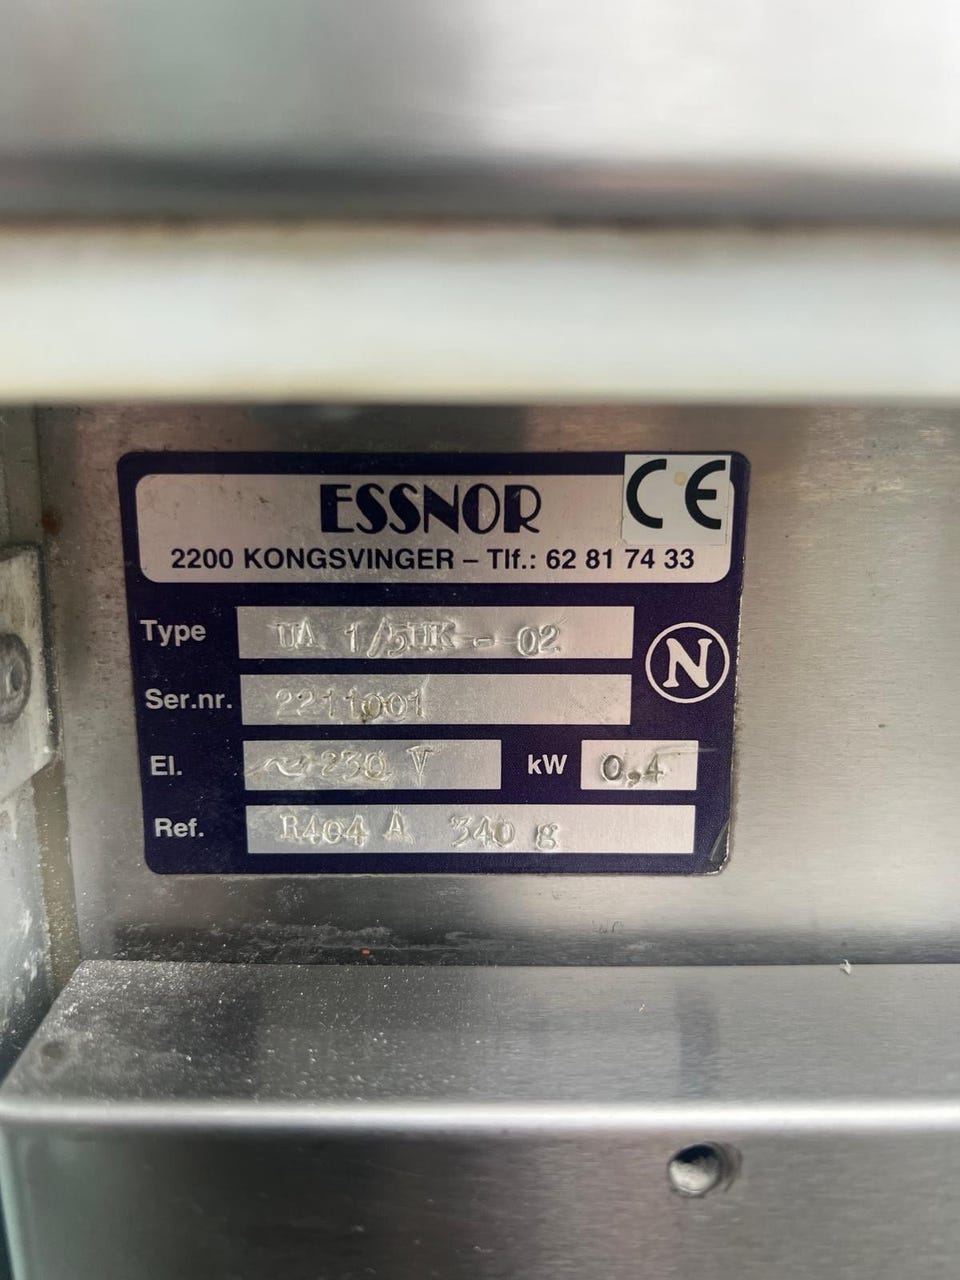 ESSNOR
CE
2200 KONGSVINGER – Tlf.: 62 81 74 33
Type UA 1/5UK - 02
N
Ser.nr. 2211001
El. ~ 230 V kW 0,4
Ref. R404 A 340 g